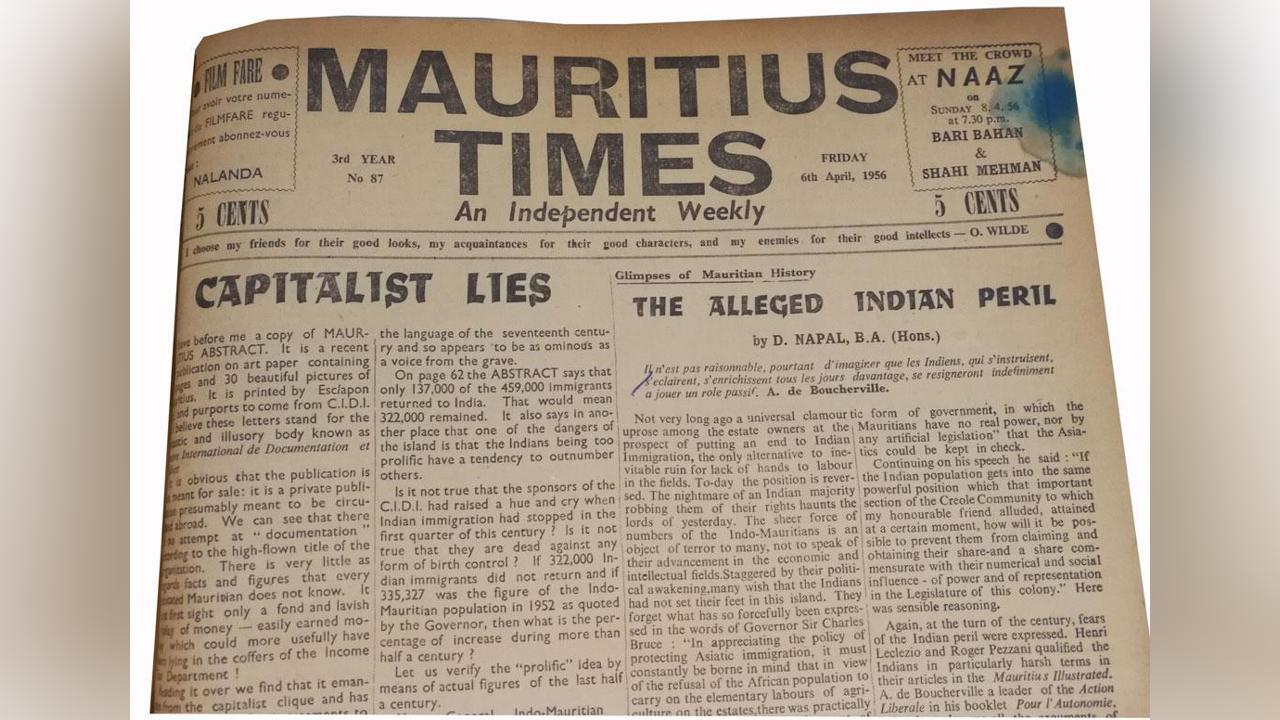 FILM FARE
avoir votre nume-
FILMFARE regu-
abonnez-vous
NALANDA
5 CENTS
MAURITIUS
TIMES
3rd YEAR
No 87
FRIDAY
6th April, 1956
An Independent Weekly
MEET THE CROWD
AT NAAZ
on
SUNDAY 8. 4. 56
at 7.30 p.m.
BARI BAHAN
&
SHAHI MEHMAN
5 CENTS
I choose my friends for their good looks, my acquaintances for their good characters, and my enemies for their good intellects — O. WILDE
CAPITALIST LIES
before me a copy of MAUR-
TIUS ABSTRACT. It is a recent
publication on art paper containing
and 30 beautiful pictures of
It is printed by Esclapon
and purports to come from C.I.D.I.
believe these letters stand for the
and illusory body known as
International de Documentation et
is obvious that the publication is
meant for sale: it is a private publi-
presumably meant to be circu-
abroad. We can see that there
attempt at " documentation "
to the high-flown title of the
There is very little as
facts and figures that every
Mauritian does not know. It
first sight only a fond and lavish
of money — easily earned mo-
which could more usefully have
lying in the coffers of the Income
Department !
it over we find that it eman-
from the capitalist clique and has
the language of the seventeenth centu-
ry and so appears to be as ominous as
a voice from the grave.
On page 62 the ABSTRACT says that
only 137,000 of the 459,000 immigrants
returned to India. That would mean
322,000 remained. It also says in ano-
ther place that one of the dangers of
the island is that the Indians being too
prolific have a tendency to outnumber
others.
Is it not true that the sponsors of the
C.I.D.I. had raised a hue and cry when
Indian immigration had stopped in the
first quarter of this century ? Is it not
true that they are dead against any
form of birth control ? If 322,000 In-
dian immigrants did not return and if
335,327 was the figure of the Indo-
Mauritian population in 1952 as quoted
by the Governor, then what is the per-
centage of increase during more than
half a century ?
Let us verify the "prolific" idea by
means of actual figures of the last half
a century.
Indo-Mauritian
Glimpses of Mauritian History
THE ALLEGED INDIAN PERIL
by D. NAPAL, B.A. (Hons.)
Il n'est pas raisonnable, pourtant d'imaginer que les Indiens, qui s'instruisent,
s'eclairent, s'enrichissent tous les jours davantage, se resigneront indefiniment
a jouer un role passif. A. de Boucherville.
Not very long ago a universal clamour
uprose among the estate owners at the
prospect of putting an end to Indian
Immigration, the only alternative to ine-
vitable ruin for lack of hands to labour
in the fields. To-day the position is rever-
sed. The nightmare of an Indian majority
robbing them of their rights haunts the
lords of yesterday. The sheer force of
numbers of the Indo-Mauritians is an
object of terror to many, not to speak of
their advancement in the economic and
intellectual fields.Staggered by their politi-
cal awakening,many wish that the Indians
had not set their feet in this island. They
forget what has so forcefully been expres-
sed in the words of Governor Sir Charles
Bruce : "In appreciating the policy of
protecting Asiatic immigration, it must
constantly be borne in mind that in view
of the refusal of the African population to
carry on the elementary labours of agri-
culture on the estates,there was practically
tic form of government, in which the
Mauritians have no real power, nor by
any artificial legislation" that the Asia-
tics could be kept in check.
Continuing on his speech he said : "If
the Indian population gets into the same
powerful position which that important
section of the Creole Community to which
my honourable friend alluded, attained
at a certain moment, how will it be pos-
sible to prevent them from claiming and
obtaining their share-and a share com-
mensurate with their numerical and social
influence - of power and of representation
in the Legislature of this colony." Here
was sensible reasoning.
Again, at the turn of the century, fears
of the Indian peril were expressed. Henri
Leclezio and Roger Pezzani qualified the
Indians in particularly harsh terms in
their articles in the Mauritius Illustrated.
A. de Boucherville a leader of the Action
Liberale in his booklet Pour l'Autonomie,